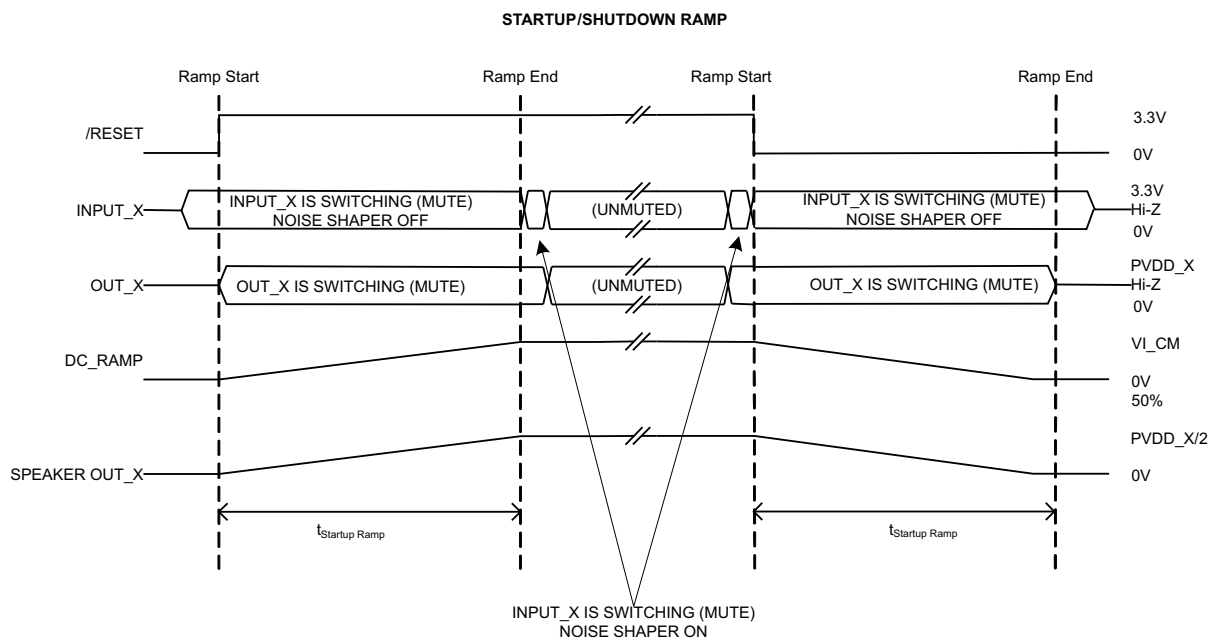 STARTUP/SHUTDOWN RAMP
Ramp Start
Ramp End
Ramp Start
Ramp End
/RESET
3.3V
0V
INPUT_X
INPUT_X IS SWITCHING (MUTE)
NOISE SHAPER OFF
(UNMUTED)
INPUT_X IS SWITCHING (MUTE)
NOISE SHAPER OFF
3.3V
Hi-Z
0V
OUT_X
OUT_X IS SWITCHING (MUTE)
(UNMUTED)
OUT_X IS SWITCHING (MUTE)
PVDD_X
Hi-Z
0V
DC_RAMP
VI_CM
0V
50%
SPEAKER OUT_X
PVDD_X/2
0V
tStartup Ramp
tStartup Ramp
INPUT_X IS SWITCHING (MUTE)
NOISE SHAPER ON